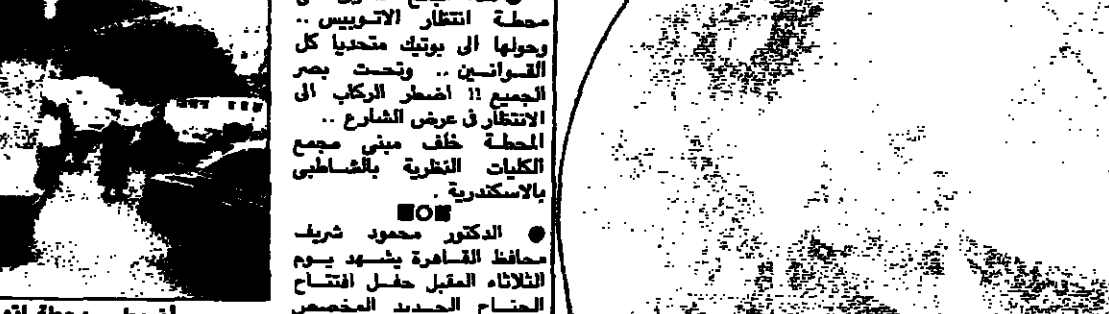 محطة انتظار الاتوبيس ..
وحولها الى بوتيك متحديا كل
القوانين .. وتحت بصر
الجميع !! اضطر الركاب الى
الانتظار في عرض الشارع ..
المحطة خلف مبنى مجمع
الكليات النظرية بالشاطبى
بالاسكندرية .
● الدكتور محمود شريف
محافظ القاهرة يشهد يوم
الثلاثاء المقبل حفل افتتاح
الجناح الجديد المخصص